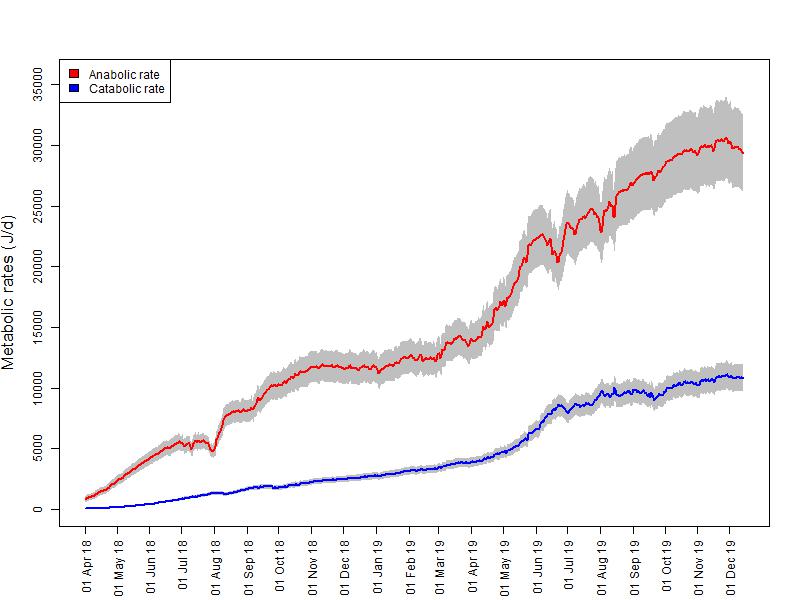 Anabolic rate
Catabolic rate
Metabolic rates (J/d)
35000
30000
25000
20000
15000
10000
5000
0
01 Apr 18
01 May 18
01 Jun 18
01 Jul 18
01 Aug 18
01 Sep 18
01 Oct 18
01 Nov 18
01 Dec 18
01 Jan 19
01 Feb 19
01 Mar 19
01 Apr 19
01 May 19
01 Jun 19
01 Jul 19
01 Aug 19
01 Sep 19
01 Oct 19
01 Nov 19
01 Dec 19